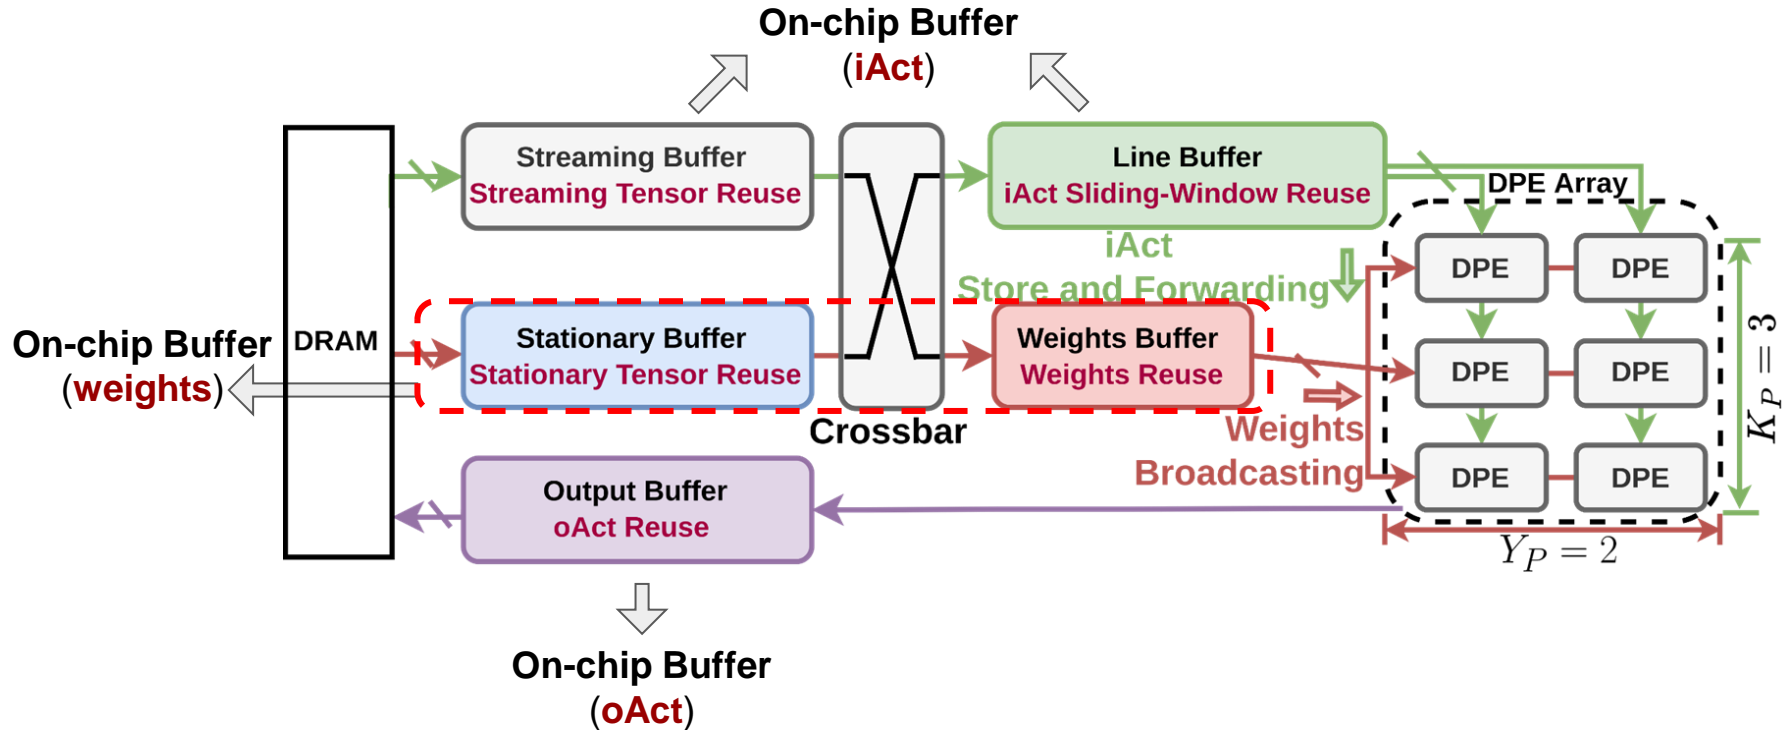 On-chip Buffer
(iAct)
Streaming Buffer
Streaming Tensor Reuse
Line Buffer
iAct Sliding-Window Reuse
DPE Array
iAct
Store and Forwarding
DPE
DPE
On-chip Buffer
(weights)
DRAM
Stationary Buffer
Stationary Tensor Reuse
Weights Buffer
Weights Reuse
DPE
DPE
K_P = 3
Crossbar
Weights
Broadcasting
DPE
DPE
Output Buffer
oAct Reuse
Y_P = 2
On-chip Buffer
(oAct)